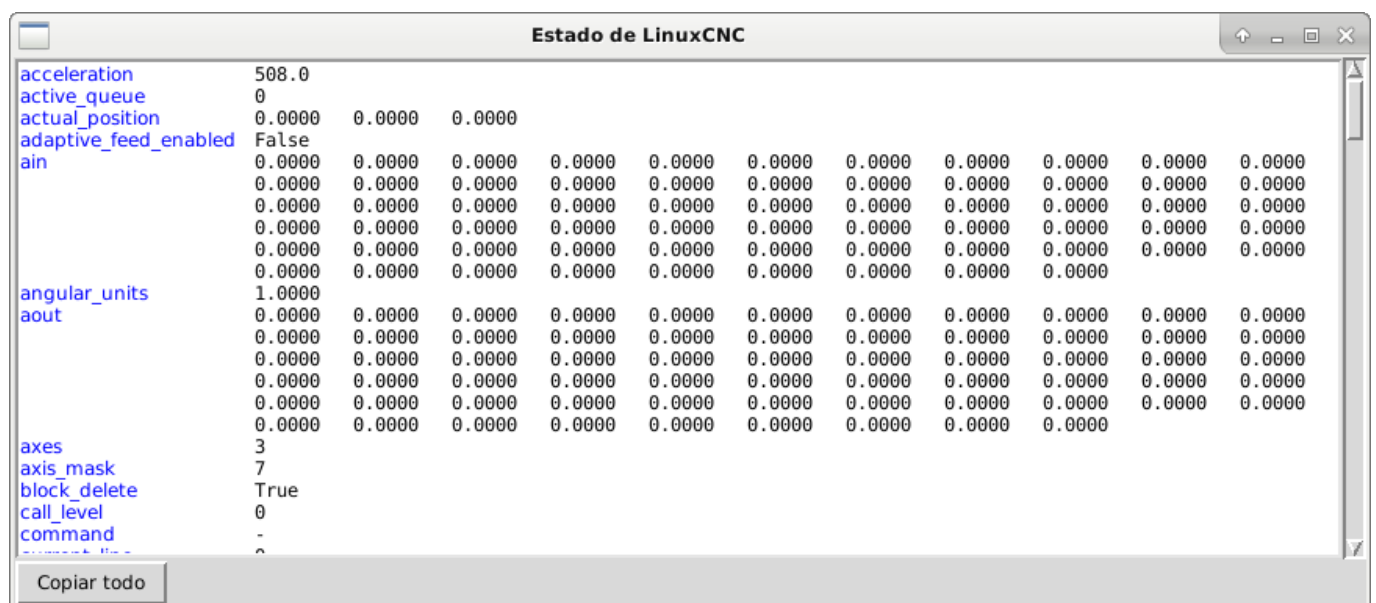 Estado de LinuxCNC
acceleration 508.0
active_queue 0
actual_position 0.0000 0.0000 0.0000
adaptive_feed_enabled False
ain 0.0000 0.0000 0.0000 0.0000 0.0000 0.0000 0.0000 0.0000 0.0000 0.0000 0.0000
0.0000 0.0000 0.0000 0.0000 0.0000 0.0000 0.0000 0.0000 0.0000 0.0000 0.0000
0.0000 0.0000 0.0000 0.0000 0.0000 0.0000 0.0000 0.0000 0.0000 0.0000 0.0000
0.0000 0.0000 0.0000 0.0000 0.0000 0.0000 0.0000 0.0000 0.0000 0.0000 0.0000
0.0000 0.0000 0.0000 0.0000 0.0000 0.0000 0.0000 0.0000 0.0000 0.0000 0.0000
0.0000 0.0000 0.0000 0.0000 0.0000 0.0000 0.0000 0.0000 0.0000
angular_units 1.0000
aout 0.0000 0.0000 0.0000 0.0000 0.0000 0.0000 0.0000 0.0000 0.0000 0.0000 0.0000
0.0000 0.0000 0.0000 0.0000 0.0000 0.0000 0.0000 0.0000 0.0000 0.0000 0.0000
0.0000 0.0000 0.0000 0.0000 0.0000 0.0000 0.0000 0.0000 0.0000 0.0000 0.0000
0.0000 0.0000 0.0000 0.0000 0.0000 0.0000 0.0000 0.0000 0.0000 0.0000 0.0000
0.0000 0.0000 0.0000 0.0000 0.0000 0.0000 0.0000 0.0000 0.0000 0.0000 0.0000
0.0000 0.0000 0.0000 0.0000 0.0000 0.0000 0.0000 0.0000 0.0000
axes 3
axis_mask 7
block_delete True
call_level 0
command -
Copiar todo